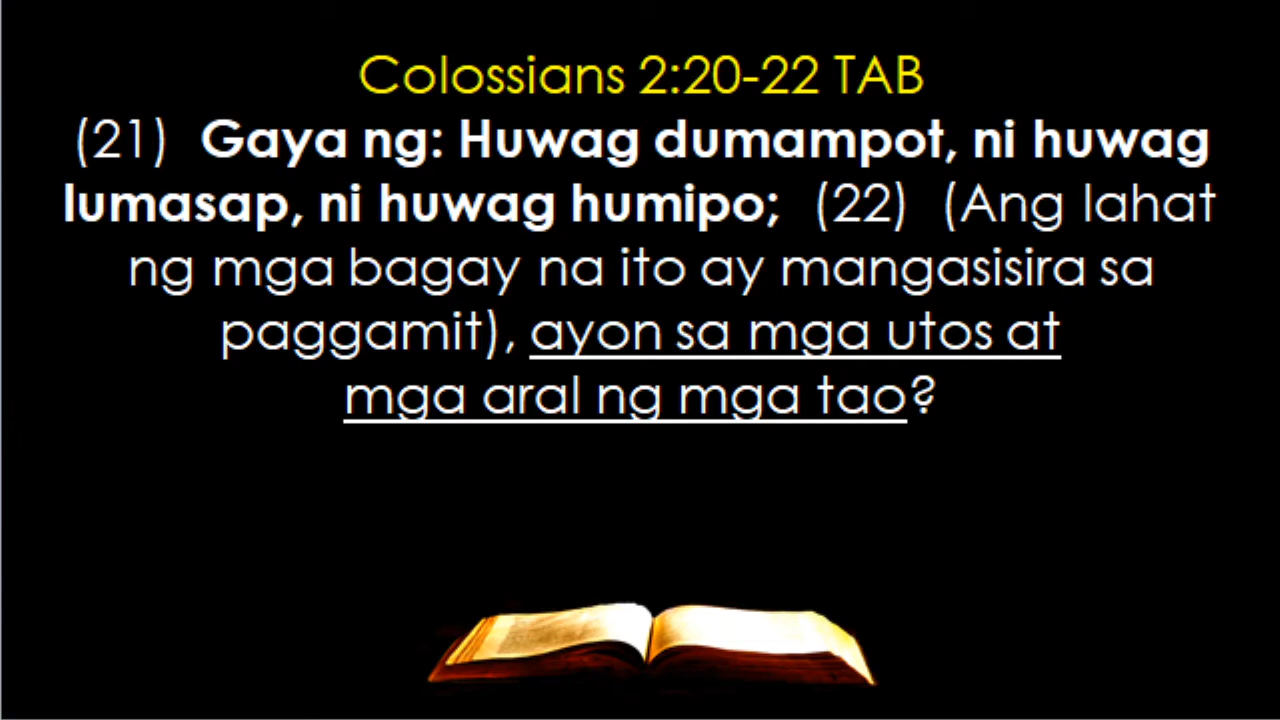 Colossians 2:20-22 TAB
(21) Gaya ng: Huwag dumampot, ni huwag
lumasap, ni huwag humipo; (22) (Ang lahat
ng mga bagay na ito ay mangasisira sa
paggamit), ayon sa mga utos at
mga aral ng mga tao?